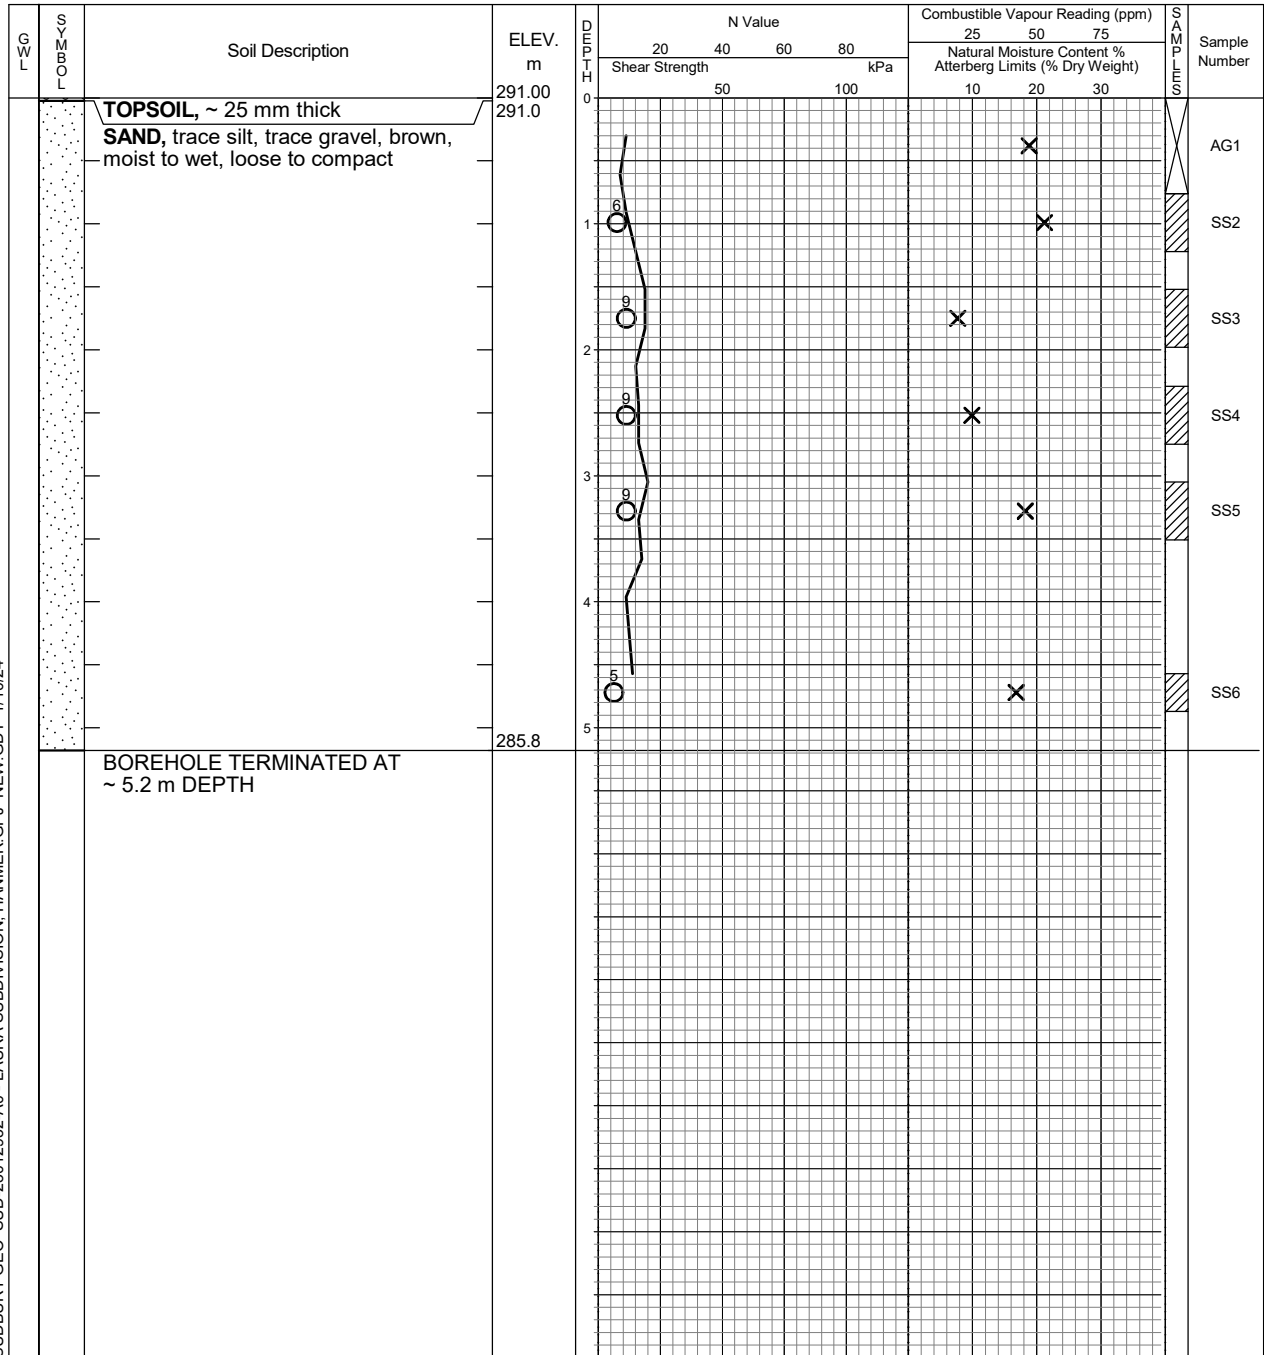 GWL
SYMBOL
Soil Description
ELEV.
m
291.00
DEPTH
N Value
20 40 60 80
Shear Strength kPa
50 100
Combustible Vapour Reading (ppm)
25 50 75
Natural Moisture Content %
Atterberg Limits (% Dry Weight)
10 20 30
SAMPLES
Sample
Number
0
TOPSOIL, ~ 25 mm thick
291.0
SAND, trace silt, trace gravel, brown,
moist to wet, loose to compact
AG1
6
1
SS2
9
SS3
2
9
SS4
3
9
SS5
4
5
SS6
5
285.8
BOREHOLE TERMINATED AT
~ 5.2 m DEPTH